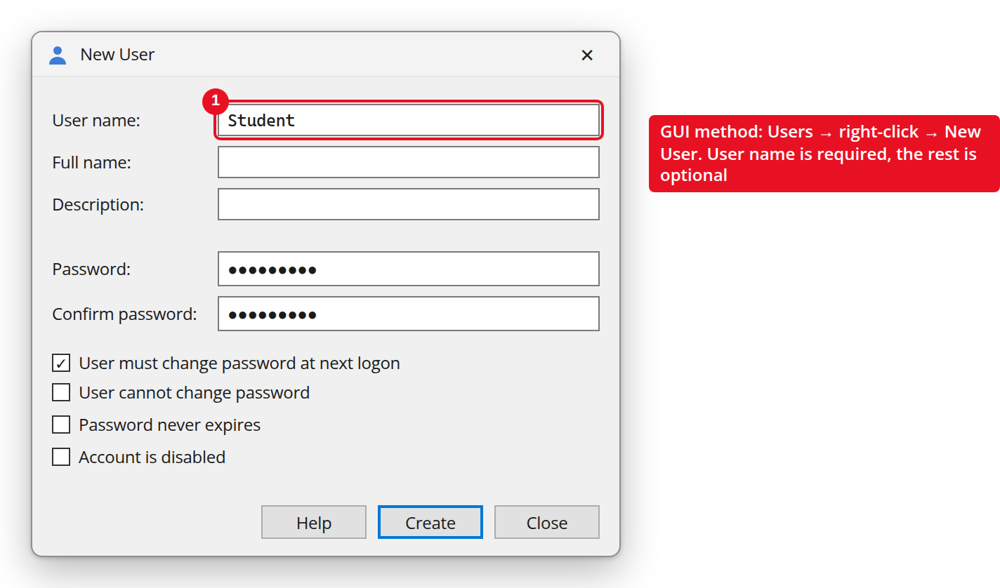 New User
✕
1
User name:
Student
GUI method: Users → right-click → New
User. User name is required, the rest is
optional
Full name:
Description:
Password:
●●●●●●●●●
Confirm password:
●●●●●●●●●
✓ User must change password at next logon
User cannot change password
Password never expires
Account is disabled
Help
Create
Close